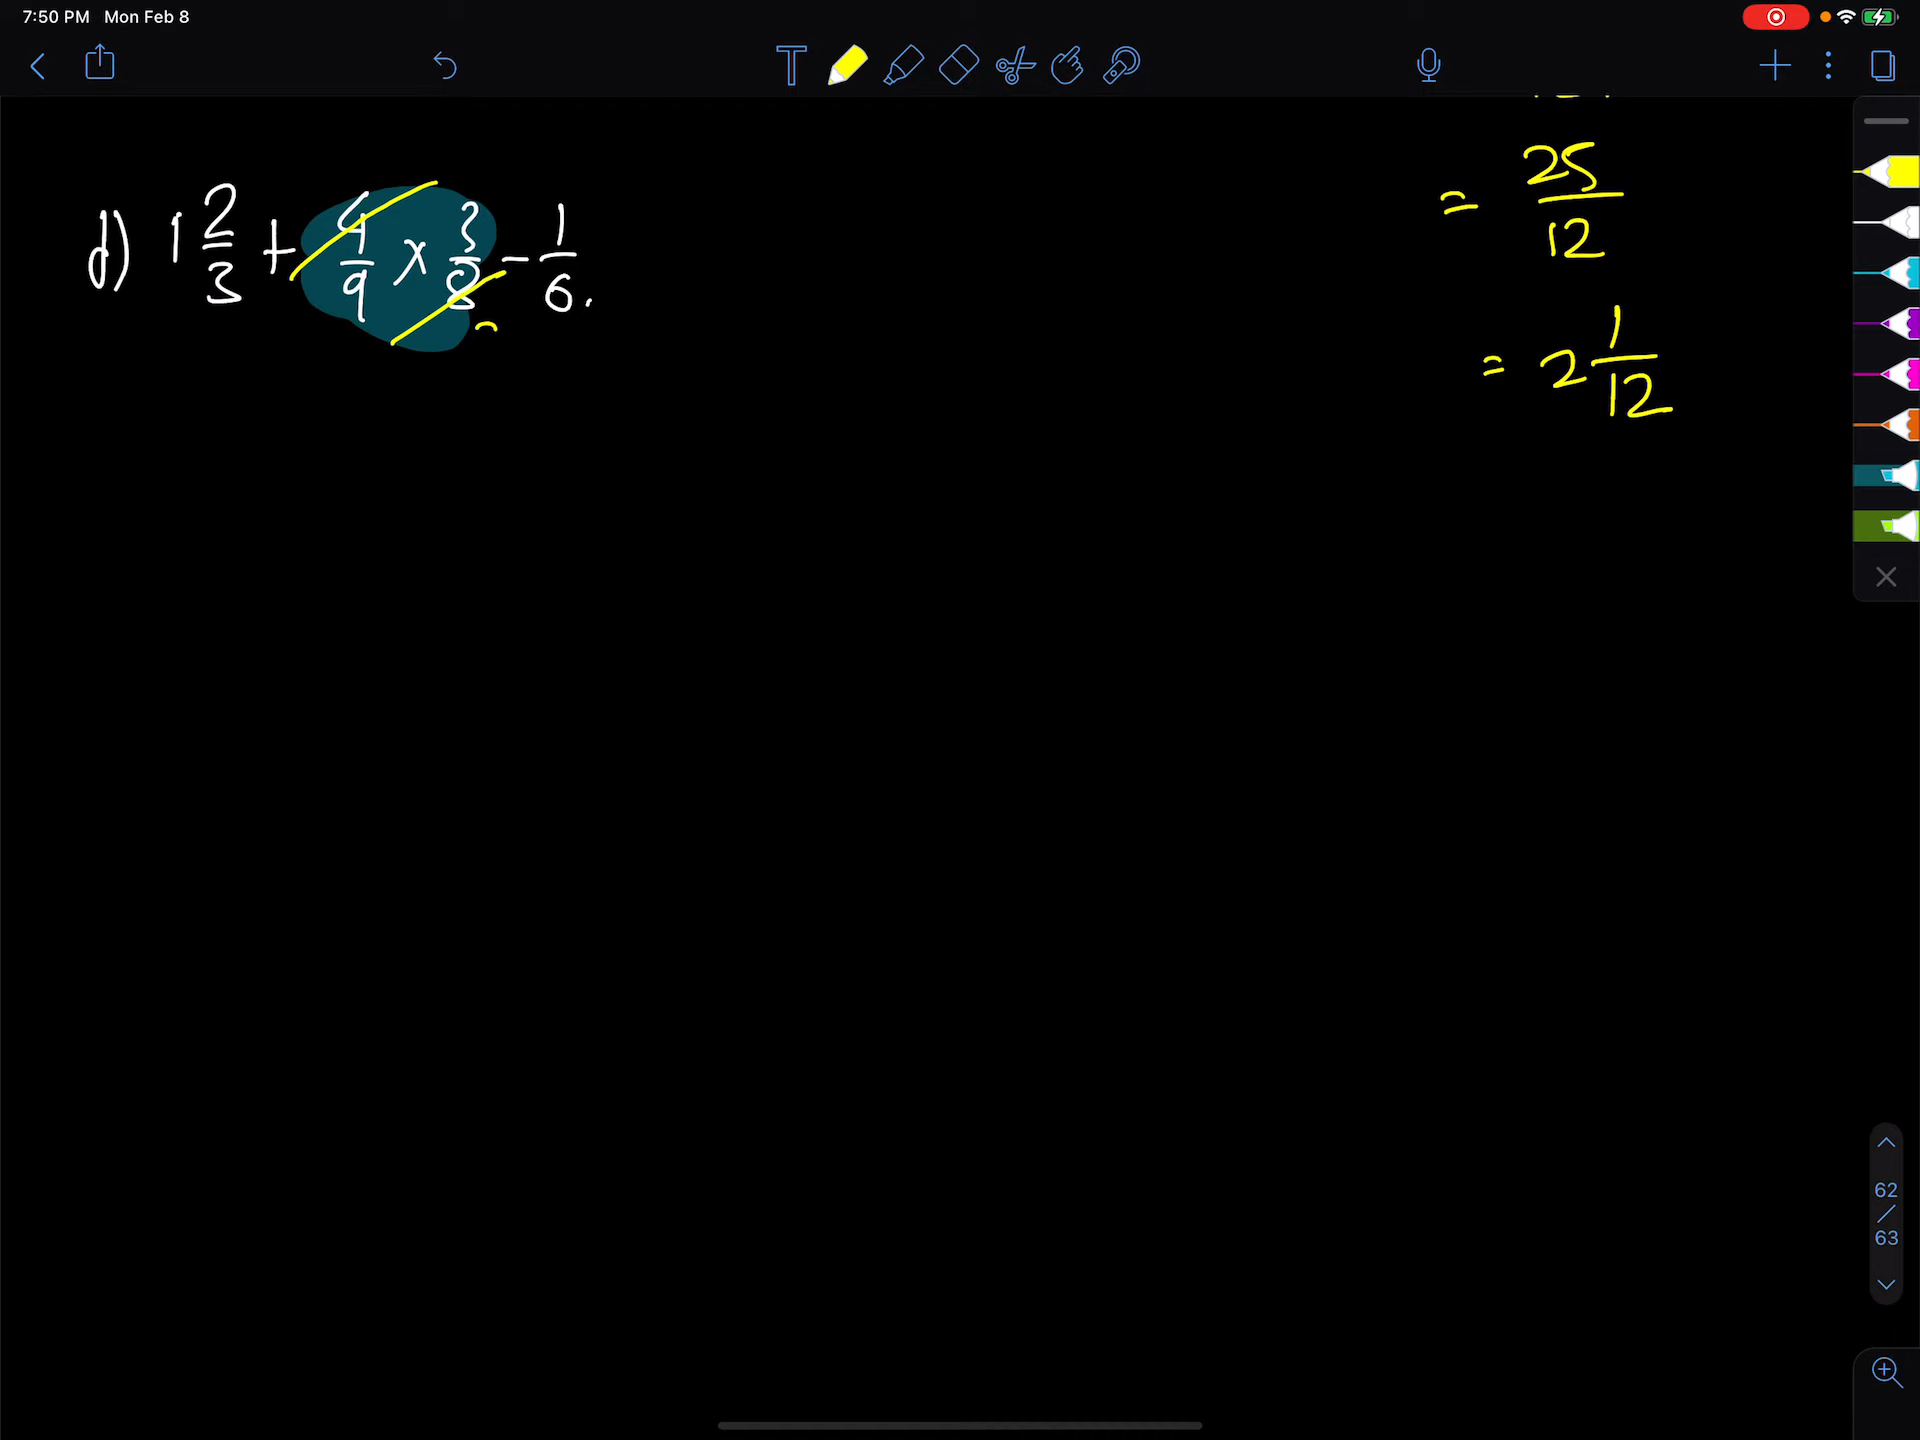 7:50 PM Mon Feb 8
d) 1 2/3 + 4/9 × 3/8 - 1/6.
= 25/12
= 2 1/12
62
/
63